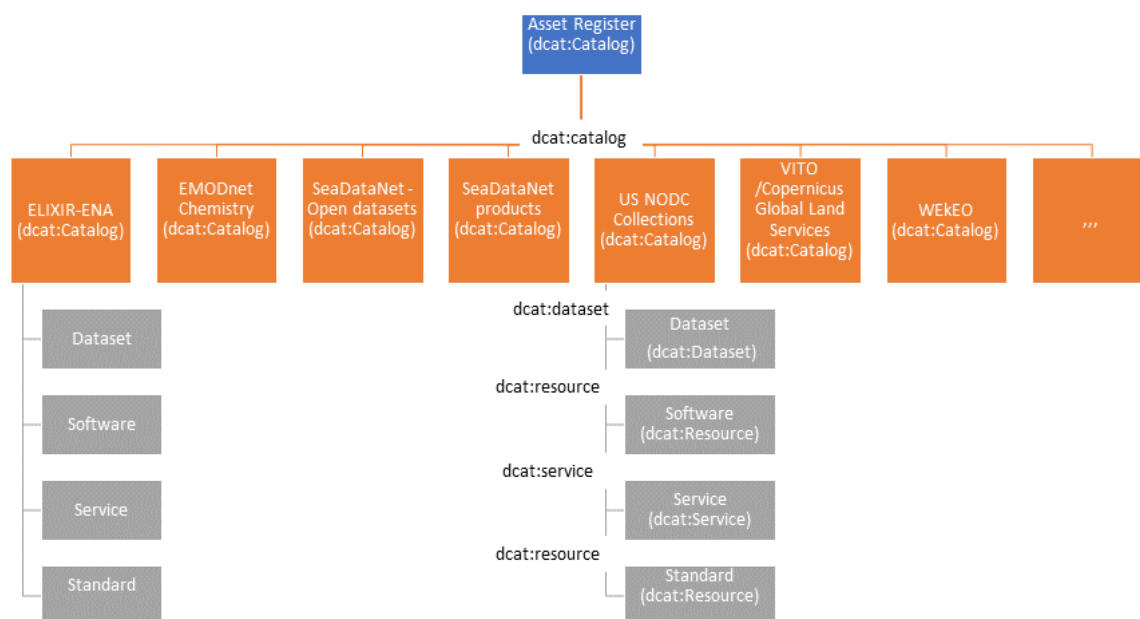 Asset Register
(dcat:Catalog)
dcat:catalog
ELIXIR-ENA
(dcat:Catalog)
EMODnet
Chemistry
(dcat:Catalog)
SeaDataNet -
Open datasets
(dcat:Catalog)
SeaDataNet
products
(dcat:Catalog)
US NODC
Collections
(dcat:Catalog)
VITO
/Copernicus
Global Land
Services
(dcat:Catalog)
WEkEO
(dcat:Catalog)
,,,
dcat:dataset
Dataset
Dataset
(dcat:Dataset)
dcat:resource
Software
Software
(dcat:Resource)
dcat:service
Service
Service
(dcat:Service)
dcat:resource
Standard
Standard
(dcat:Resource)